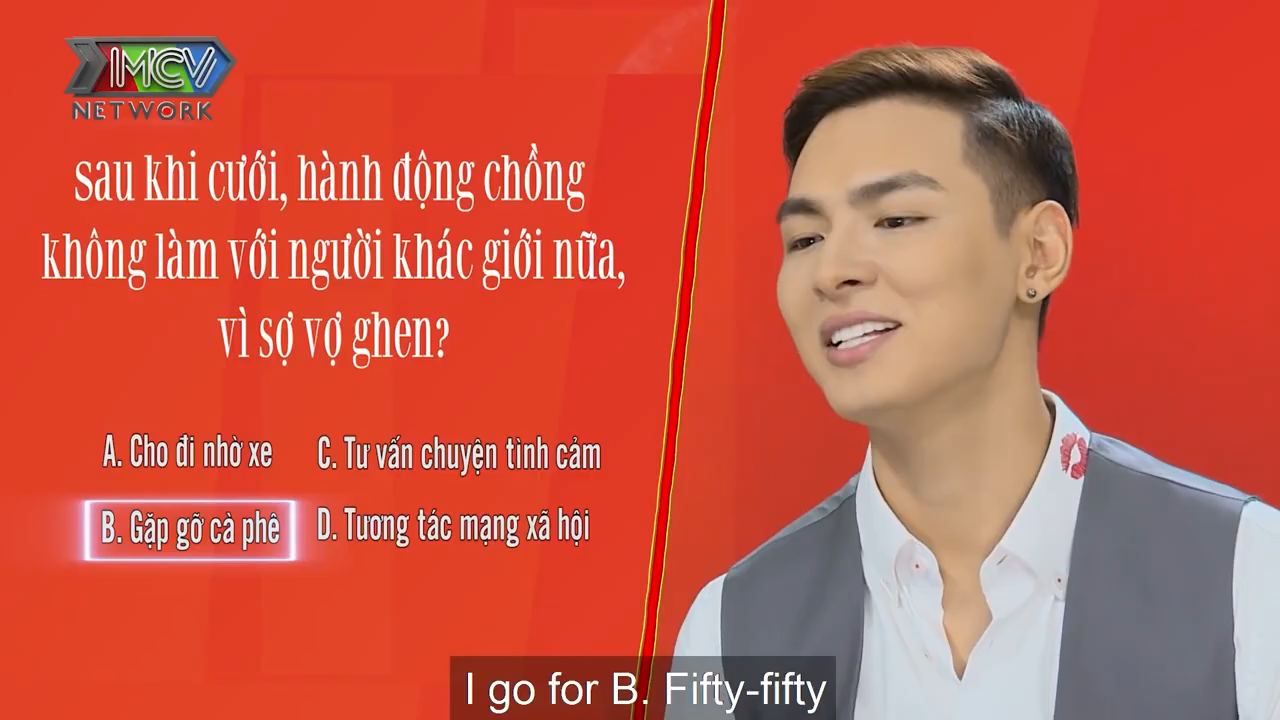 MCV
NETWORK
sau khi cưới, hành động chồng
không làm với người khác giới nữa,
vì sợ vợ ghen?
A. Cho đi nhờ xe
C. Tư vấn chuyện tình cảm
B. Gặp gỡ cà phê
D. Tương tác mạng xã hội
I go for B. Fifty-fifty